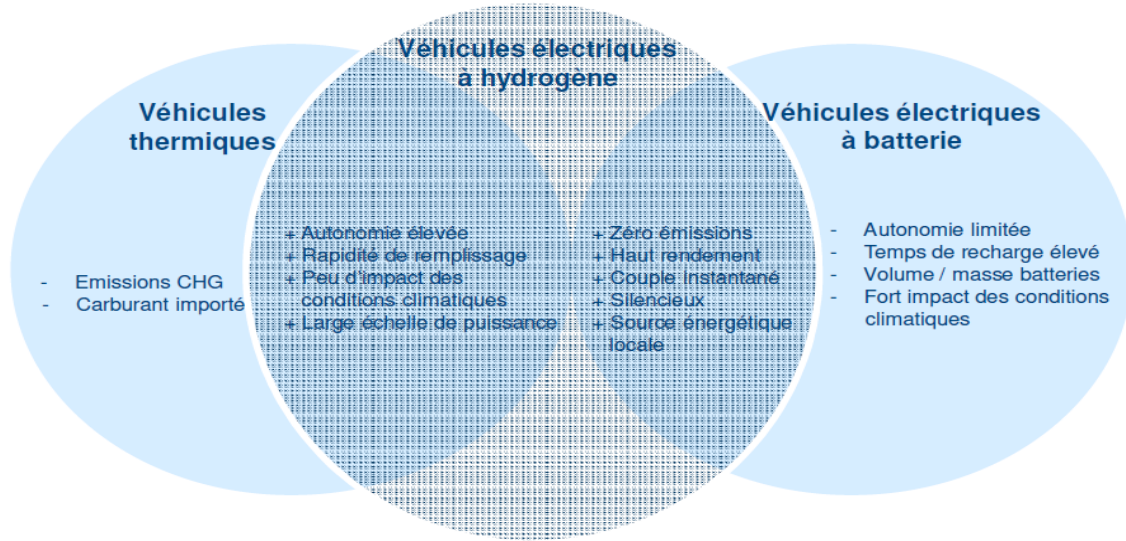 Véhicules électriques
à hydrogène
Véhicules
thermiques
Véhicules électriques
à batterie
- Emissions CHG
- Carburant importé
+ Autonomie élevée
+ Rapidité de remplissage
+ Peu d'impact des
conditions climatiques
+ Large échelle de puissance
+ Zéro émissions
+ Haut rendement
+ Couple instantané
+ Silencieux
+ Source énergétique
locale
- Autonomie limitée
- Temps de recharge élevé
- Volume / masse batteries
- Fort impact des conditions
climatiques